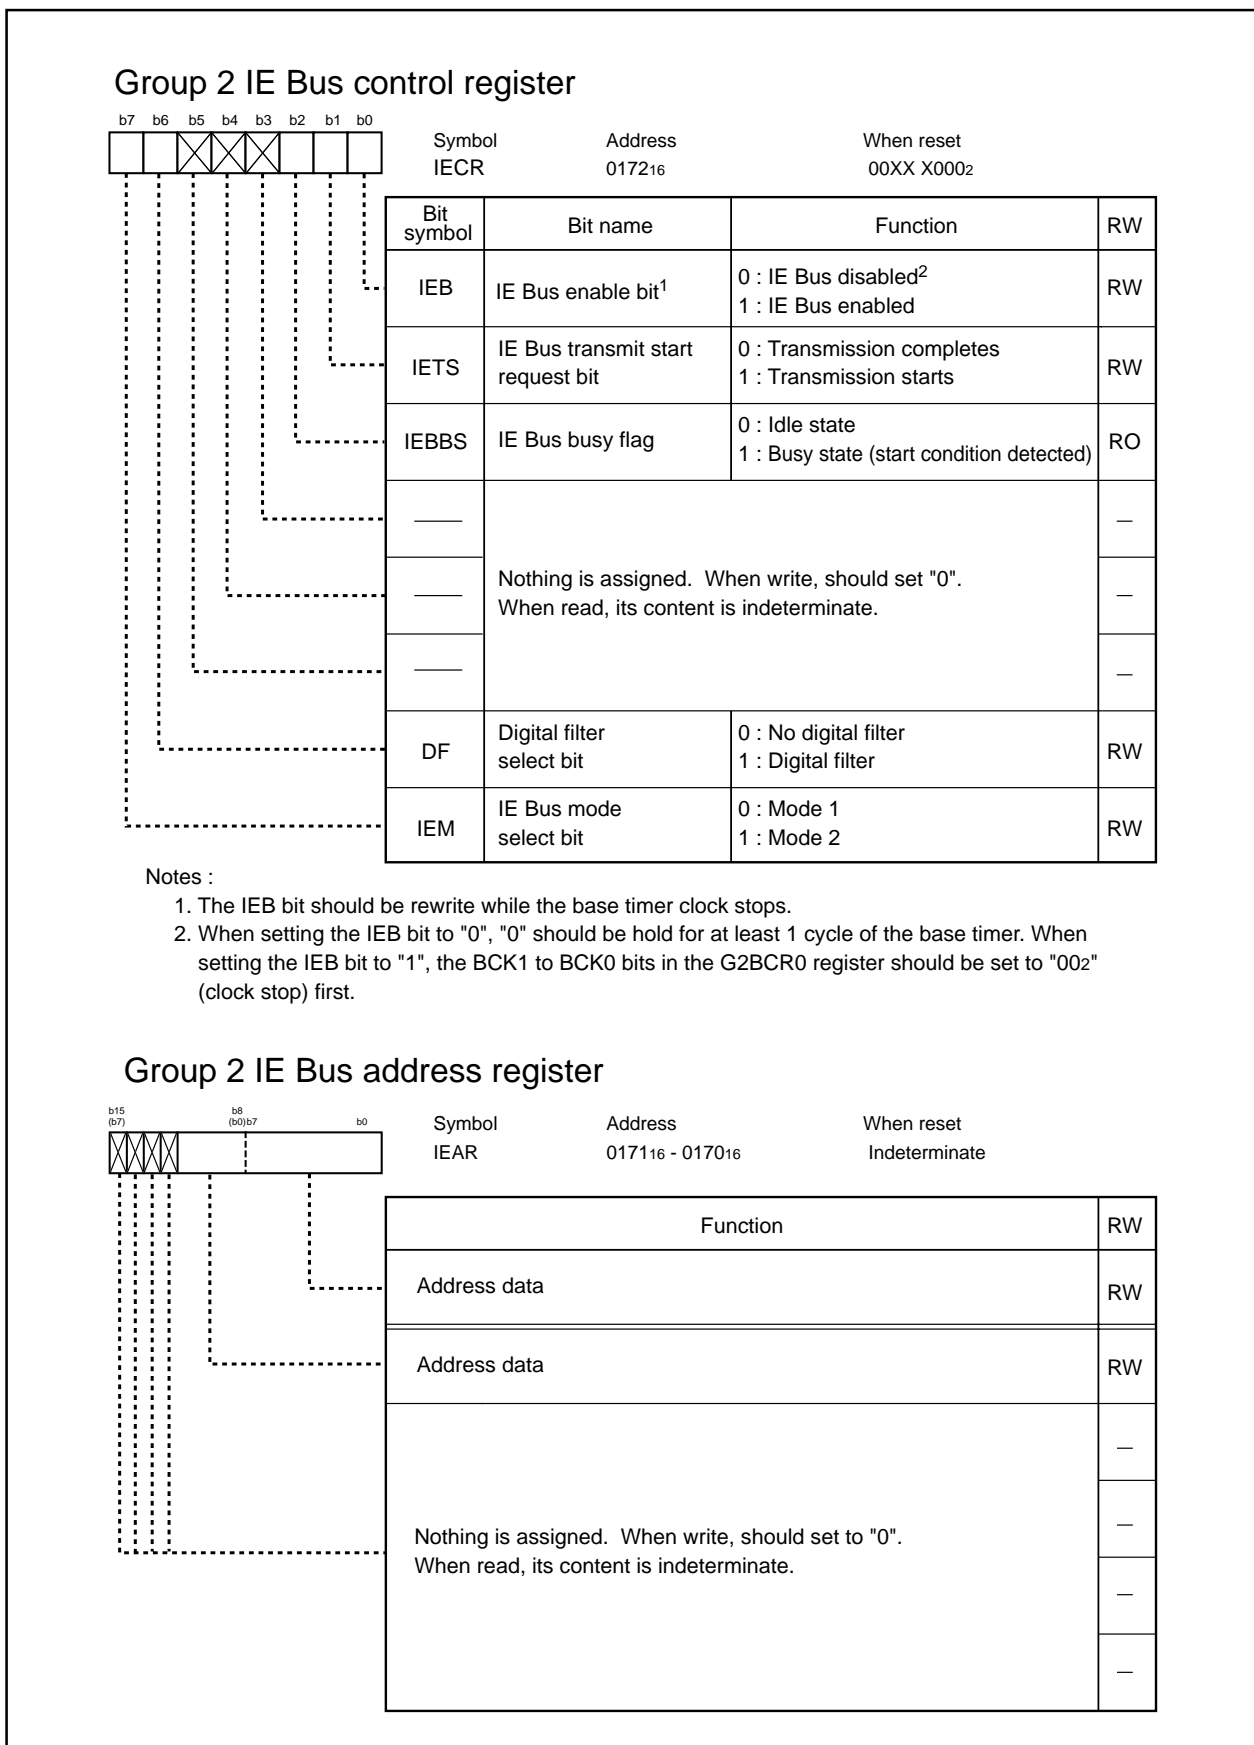 Group 2 IE Bus control register
b7 b6 b5 b4 b3 b2 b1 b0
Symbol Address When reset
IECR 017216 00XX X0002
Bit symbol Bit name Function RW
IEB IE Bus enable bit1 0 : IE Bus disabled2 RW
1 : IE Bus enabled
IETS IE Bus transmit start 0 : Transmission completes RW
request bit 1 : Transmission starts
IEBBS IE Bus busy flag 0 : Idle state RO
1 : Busy state (start condition detected)
Nothing is assigned. When write, should set "0".
When read, its content is indeterminate.
DF Digital filter 0 : No digital filter RW
select bit 1 : Digital filter
IEM IE Bus mode 0 : Mode 1 RW
select bit 1 : Mode 2
Notes :
1. The IEB bit should be rewrite while the base timer clock stops.
2. When setting the IEB bit to "0", "0" should be hold for at least 1 cycle of the base timer. When
setting the IEB bit to "1", the BCK1 to BCK0 bits in the G2BCR0 register should be set to "002"
(clock stop) first.
Group 2 IE Bus address register
b15 b8
(b7) (b0) b7 b0
Symbol Address When reset
IEAR 017116 - 017016 Indeterminate
Function RW
Address data RW
Address data RW
Nothing is assigned. When write, should set to "0".
When read, its content is indeterminate.